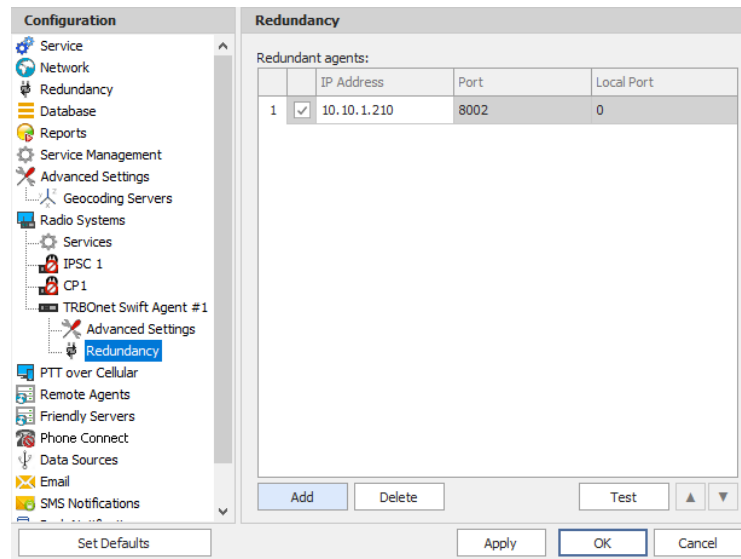 Configuration
Service
Network
Redundancy
Database
Reports
Service Management
Advanced Settings
Geocoding Servers
Radio Systems
Services
IPSC 1
CP1
TRBOnet Swift Agent #1
Advanced Settings
Redundancy
PTT over Cellular
Remote Agents
Friendly Servers
Phone Connect
Data Sources
Email
SMS Notifications
Set Defaults
Redundancy
Redundant agents:
IP Address Port Local Port
1 10.10.1.210 8002 0
Add Delete Test
Apply OK Cancel